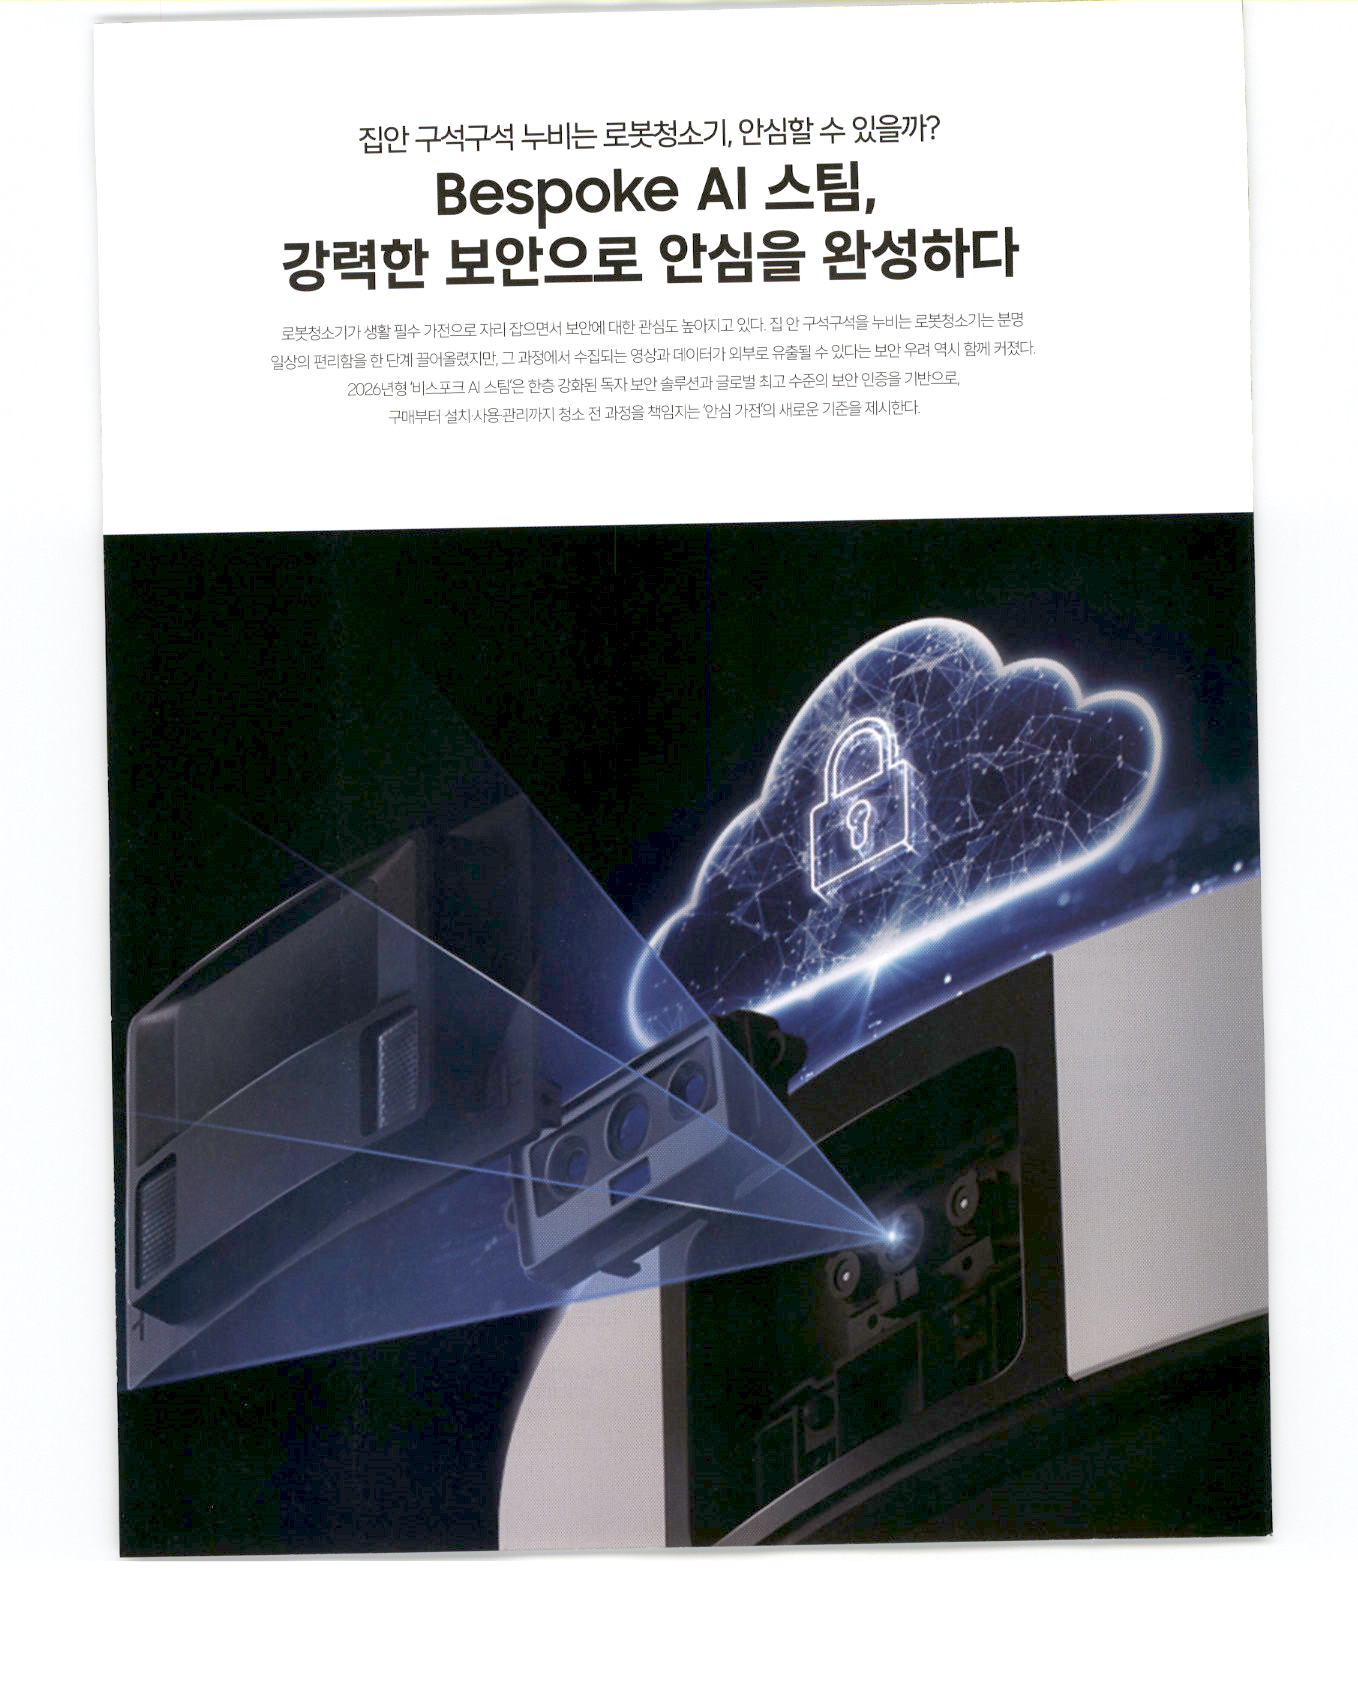 집안 구석구석 누비는 로봇청소기, 안심할 수 있을까?
Bespoke AI 스팀,
강력한 보안으로 안심을 완성하다
로봇청소기가 생활 필수 가전으로 자리 잡으면서 보안에 대한 관심도 높아지고 있다. 집 안 구석구석을 누비는 로봇청소기는 분명
일상의 편리함을 한 단계 끌어올렸지만, 그 과정에서 수집되는 영상과 데이터가 외부로 유출될 수 있다는 보안 우려 역시 함께 커졌다.
2026년형 ‘비스포크 AI 스팀’은 한층 강화된 독자 보안 솔루션과 글로벌 최고 수준의 보안 인증을 기반으로,
구매부터 설치·사용·관리까지 청소 전 과정을 책임지는 ‘안심 가전’의 새로운 기준을 제시한다.